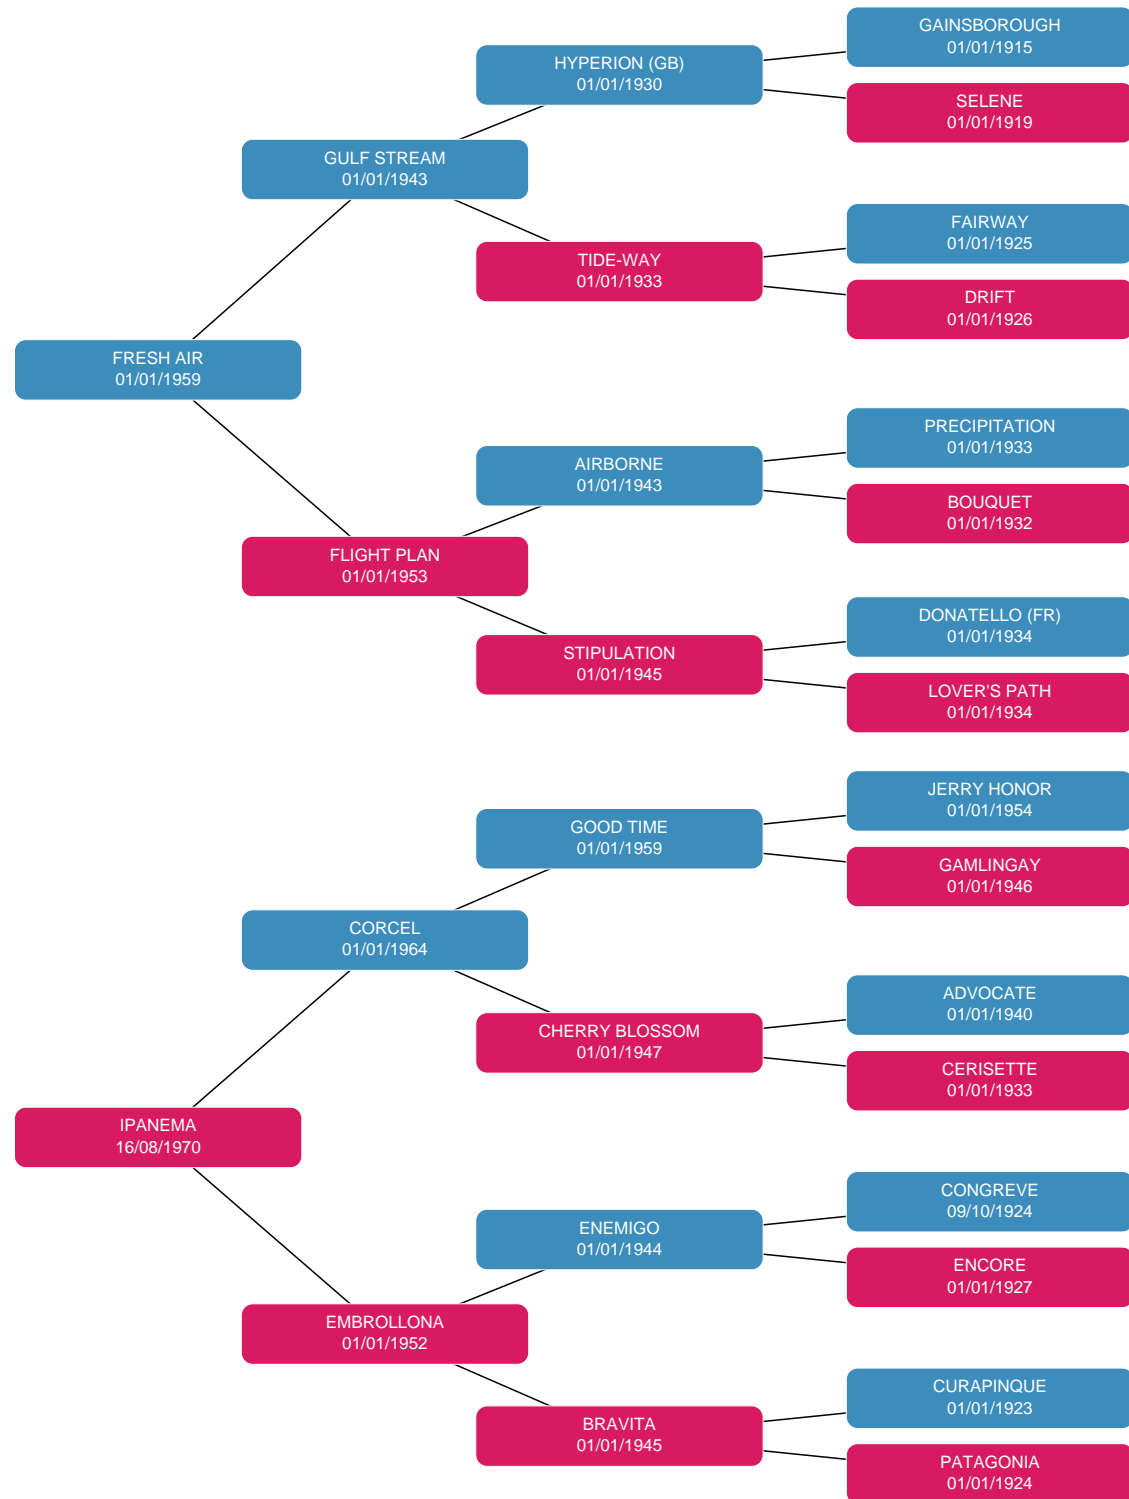 GAINSBOROUGH
01/01/1915
HYPERION (GB)
01/01/1930
SELENE
01/01/1919
GULF STREAM
01/01/1943
FAIRWAY
01/01/1925
TIDE-WAY
01/01/1933
DRIFT
01/01/1926
FRESH AIR
01/01/1959
PRECIPITATION
01/01/1933
AIRBORNE
01/01/1943
BOUQUET
01/01/1932
FLIGHT PLAN
01/01/1953
DONATELLO (FR)
01/01/1934
STIPULATION
01/01/1945
LOVER'S PATH
01/01/1934
JERRY HONOR
01/01/1954
GOOD TIME
01/01/1959
GAMLINGAY
01/01/1946
CORCEL
01/01/1964
ADVOCATE
01/01/1940
CHERRY BLOSSOM
01/01/1947
CERISETTE
01/01/1933
IPANEMA
16/08/1970
CONGREVE
09/10/1924
ENEMIGO
01/01/1944
ENCORE
01/01/1927
EMBROLLONA
01/01/1952
CURAPINQUE
01/01/1923
BRAVITA
01/01/1945
PATAGONIA
01/01/1924